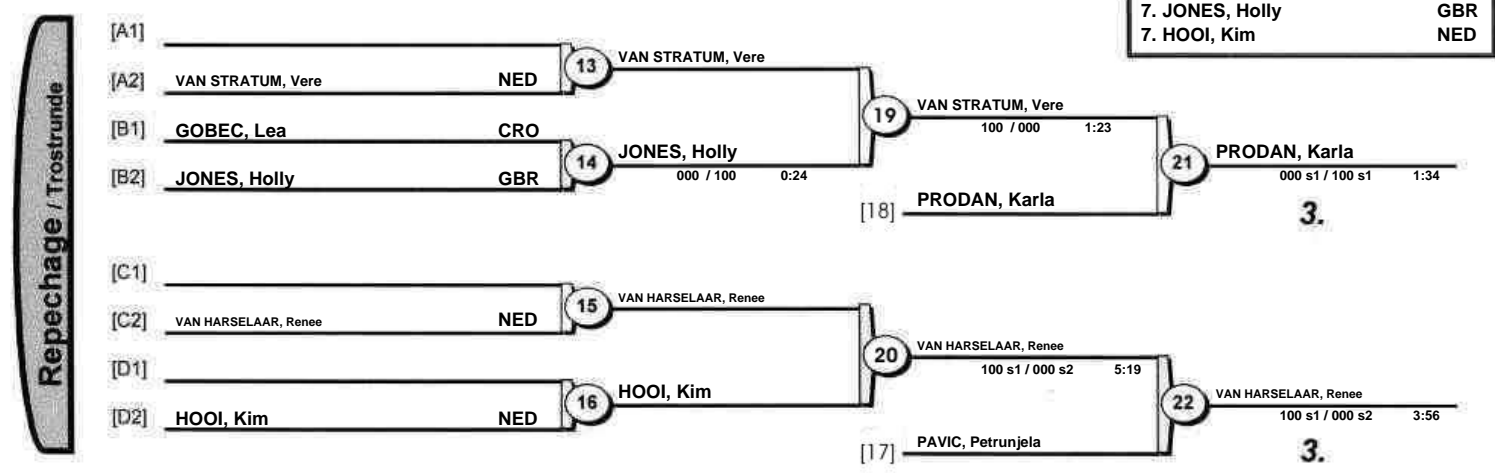 7. JONES, Holly GBR
7. HOOI, Kim NED
Repechage / Trostrunde
[A1]
[A2] VAN STRATUM, Vere NED
13 VAN STRATUM, Vere
[B1] GOBEC, Lea CRO
[B2] JONES, Holly GBR
14 JONES, Holly
000 / 100 0:24
19 VAN STRATUM, Vere
100 / 000 1:23
[18] PRODAN, Karla
21 PRODAN, Karla
000 s1 / 100 s1 1:34
3.
[C1]
[C2] VAN HARSELAAR, Renee NED
15 VAN HARSELAAR, Renee
[D1]
[D2] HOOI, Kim NED
16 HOOI, Kim
20 VAN HARSELAAR, Renee
100 s1 / 000 s2 5:19
[17] PAVIC, Petrunjela
22 VAN HARSELAAR, Renee
100 s1 / 000 s2 3:56
3.